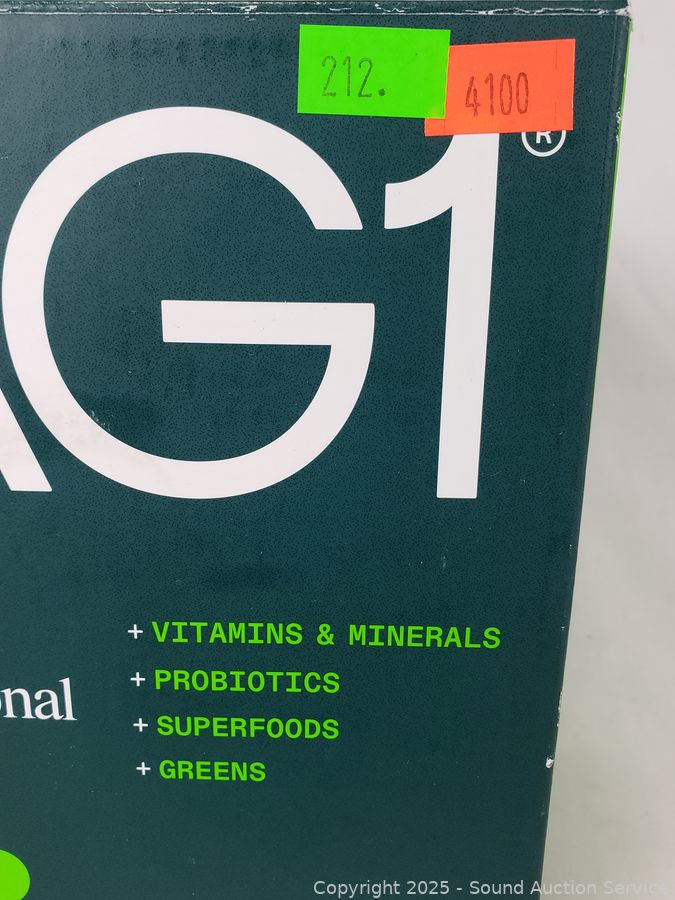 212.
4100
AG1®
+ VITAMINS & MINERALS
+ PROBIOTICS
+ SUPERFOODS
+ GREENS
onal
Copyright 2025 - Sound Auction Service